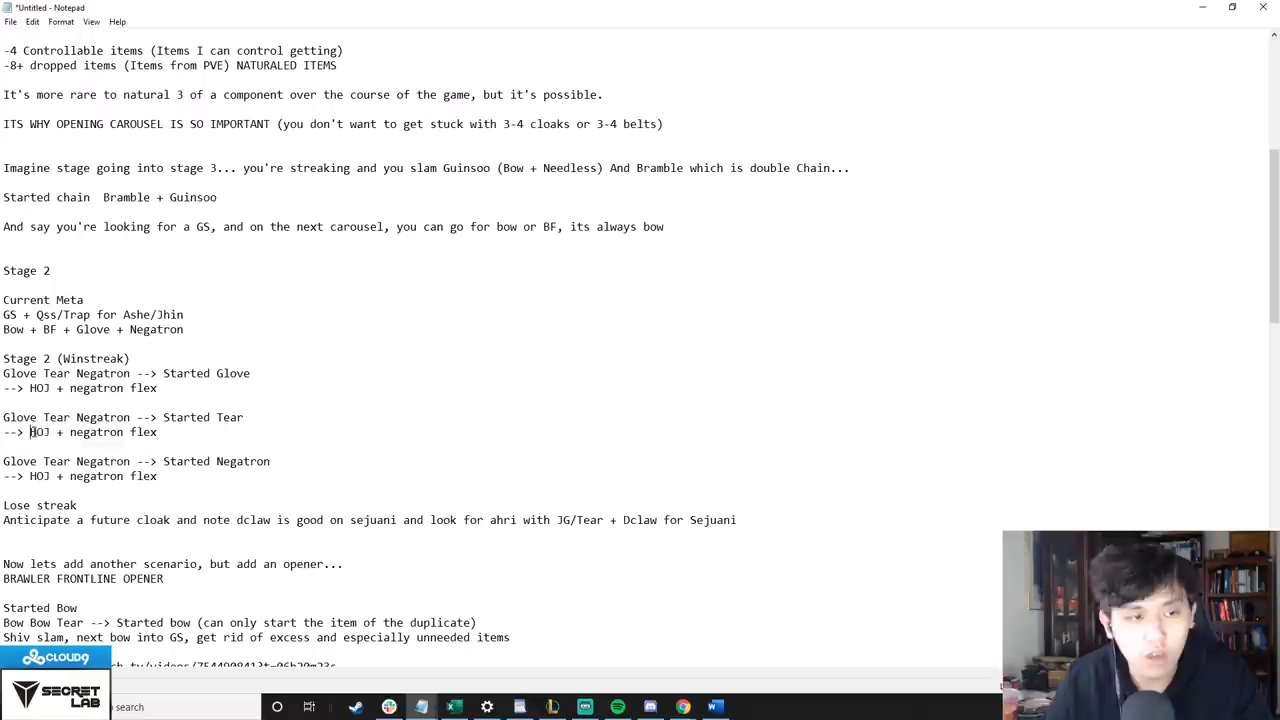 *Untitled - Notepad
File Edit Format View Help
-4 Controllable items (Items I can control getting)
-8+ dropped items (Items from PVE) NATURALED ITEMS
It's more rare to natural 3 of a component over the course of the game, but it's possible.
ITS WHY OPENING CAROUSEL IS SO IMPORTANT (you don't want to get stuck with 3-4 cloaks or 3-4 belts)
Imagine stage going into stage 3... you're streaking and you slam Guinsoo (Bow + Needless) And Bramble which is double Chain...
Started chain  Bramble + Guinsoo
And say you're looking for a GS, and on the next carousel, you can go for bow or BF, its always bow
Stage 2
Current Meta
GS + Qss/Trap for Ashe/Jhin
Bow + BF + Glove + Negatron
Stage 2 (Winstreak)
Glove Tear Negatron --> Started Glove
--> HOJ + negatron flex
Glove Tear Negatron --> Started Tear
--> HOJ + negatron flex
Glove Tear Negatron --> Started Negatron
--> HOJ + negatron flex
Lose streak
Anticipate a future cloak and note dclaw is good on sejuani and look for ahri with JG/Tear + Dclaw for Sejuani
Now lets add another scenario, but add an opener...
BRAWLER FRONTLINE OPENER
Started Bow
Bow Bow Tear --> Started bow (can only start the item of the duplicate)
Shiv slam, next bow into GS, get rid of excess and especially unneeded items
CLOUD9
SECRET
LAB
search